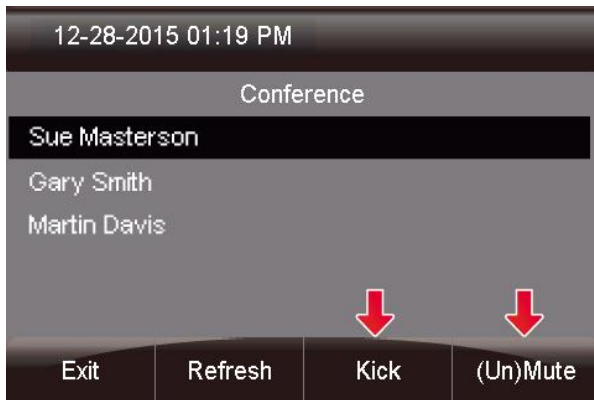 12-28-2015 01:19 PM
Conference
Sue Masterson
Gary Smith
Martin Davis
Exit Refresh Kick (Un)Mute